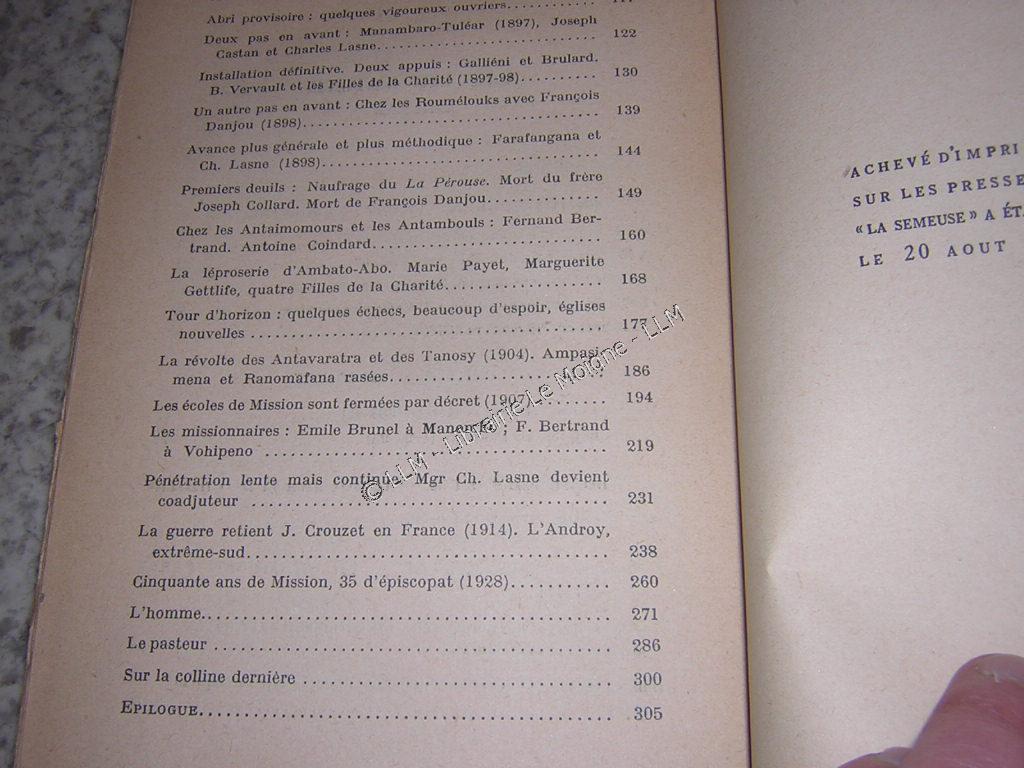 Abri provisoire : quelques vigoureux ouvriers............
Deux pas en avant : Manambaro-Tuléar (1897), Joseph
Castan et Charles Lasne............................ 122
Installation définitive. Deux appuis : Galliéni et Brulard.
B. Vervault et les Filles de la Charité (1897-98).......... 130
Un autre pas en avant : Chez les Roumélouks avec François
Danjou (1898)...................................... 139
Avance plus générale et plus méthodique : Farafangana et
Ch. Lasne (1898)................................... 144
Premiers deuils : Naufrage du La Pérouse. Mort du frère
Joseph Collard. Mort de François Danjou.............. 149
Chez les Antaimomours et les Antambouls : Fernand Ber-
trand. Antoine Coindard............................ 160
La léproserie d'Ambato-Abo. Marie Payet, Marguerite
Gettlife, quatre Filles de la Charité................... 168
Tour d'horizon : quelques échecs, beaucoup d'espoir, églises
nouvelles ......................................... 177
La révolte des Antavaratra et des Tanosy (1904). Ampasi-
mena et Ranomafana rasées.......................... 186
Les écoles de Mission sont fermées par décret (1907)........ 194
Les missionnaires : Emile Brunel à ; F. Bertrand
à Vohipeno ....................................... 219
Pénétration lente mais continue. Mgr Ch. Lasne devient
coadjuteur ........................................ 231
La guerre retient J. Crouzet en France (1914). L'Androy,
extrême-sud........................................ 238
Cinquante ans de Mission, 35 d'épiscopat (1928)........... 260
L'homme............................................ 271
Le pasteur .......................................... 286
Sur la colline dernière ................................ 300
EPILOGUE............................................ 305
© LLM - Librairie Le Moigne - LLM
ACHEVÉ D'IMPRI
SUR LES PRESSE
« LA SEMEUSE » A ÉT
LE 20 AOUT